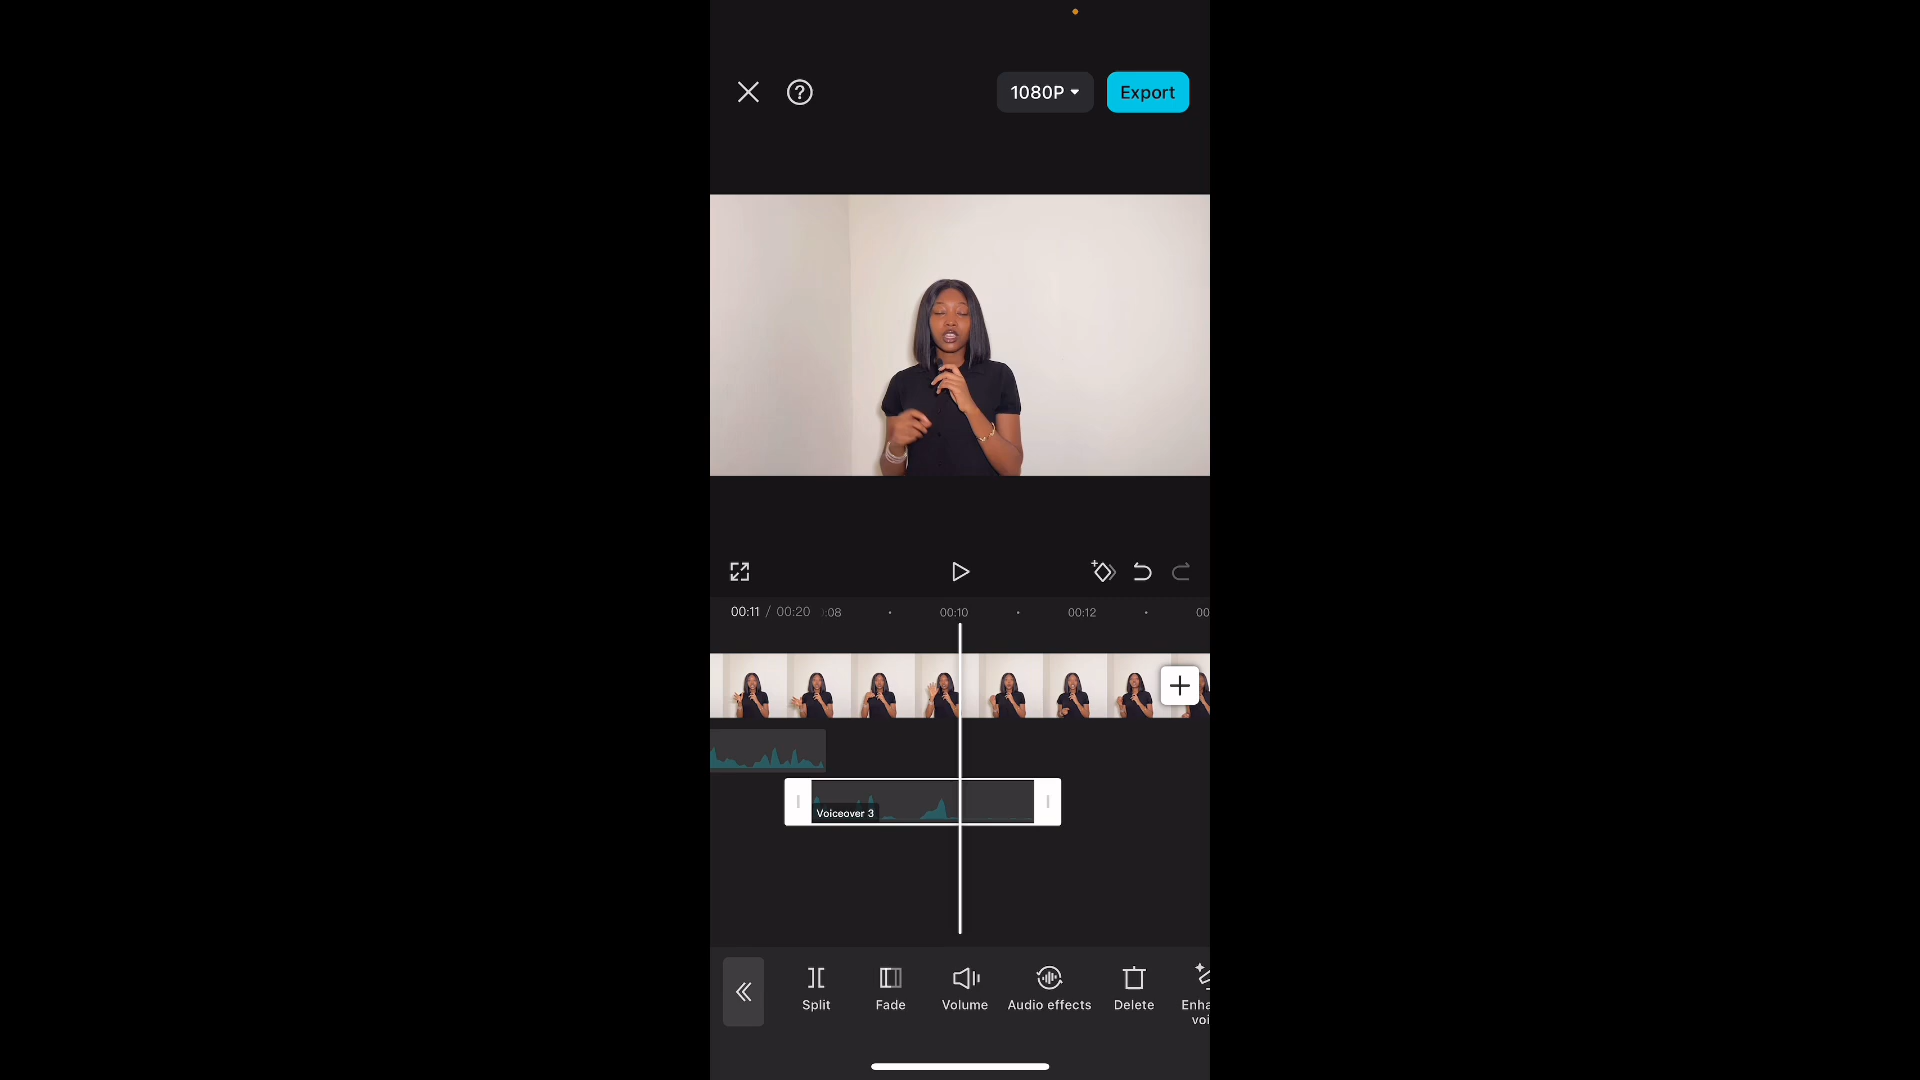 1080P
Export
00:11 / 00:20
:08
00:10
00:12
00
Voiceover 3
Split
Fade
Volume
Audio effects
Delete
Enha
voi